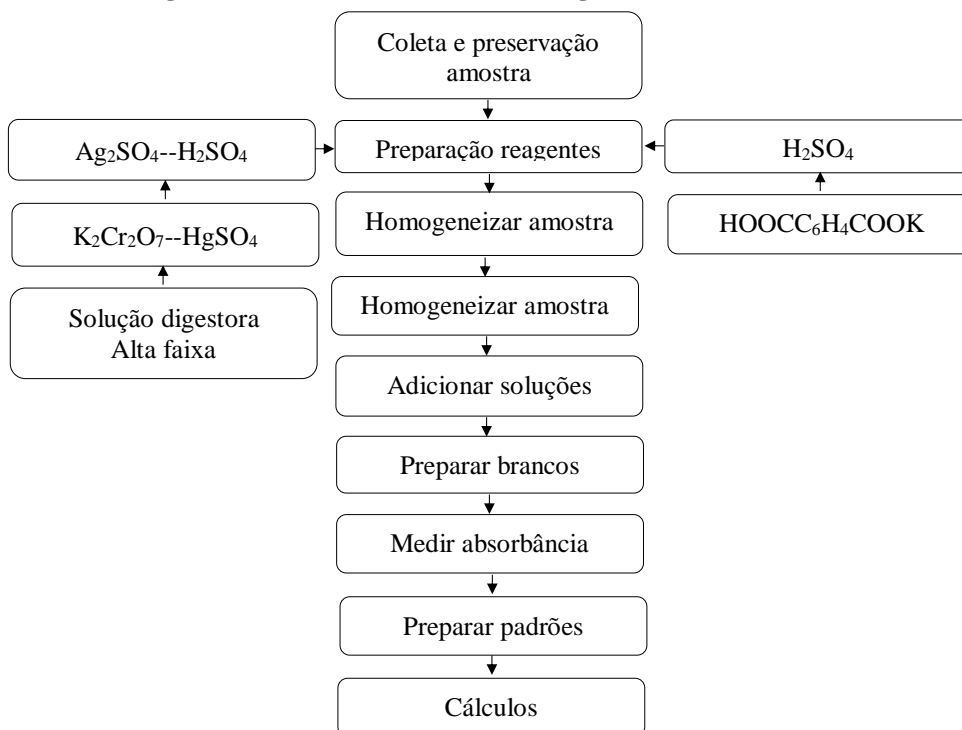 Coleta e preservação
amostra
Ag₂SO₄--H₂SO₄
Preparação reagentes
H₂SO₄
K₂Cr₂O₇--HgSO₄
Homogeneizar amostra
HOOCC₆H₄COOK
Solução digestora
Alta faixa
Homogeneizar amostra
Adicionar soluções
Preparar brancos
Medir absorbância
Preparar padrões
Cálculos